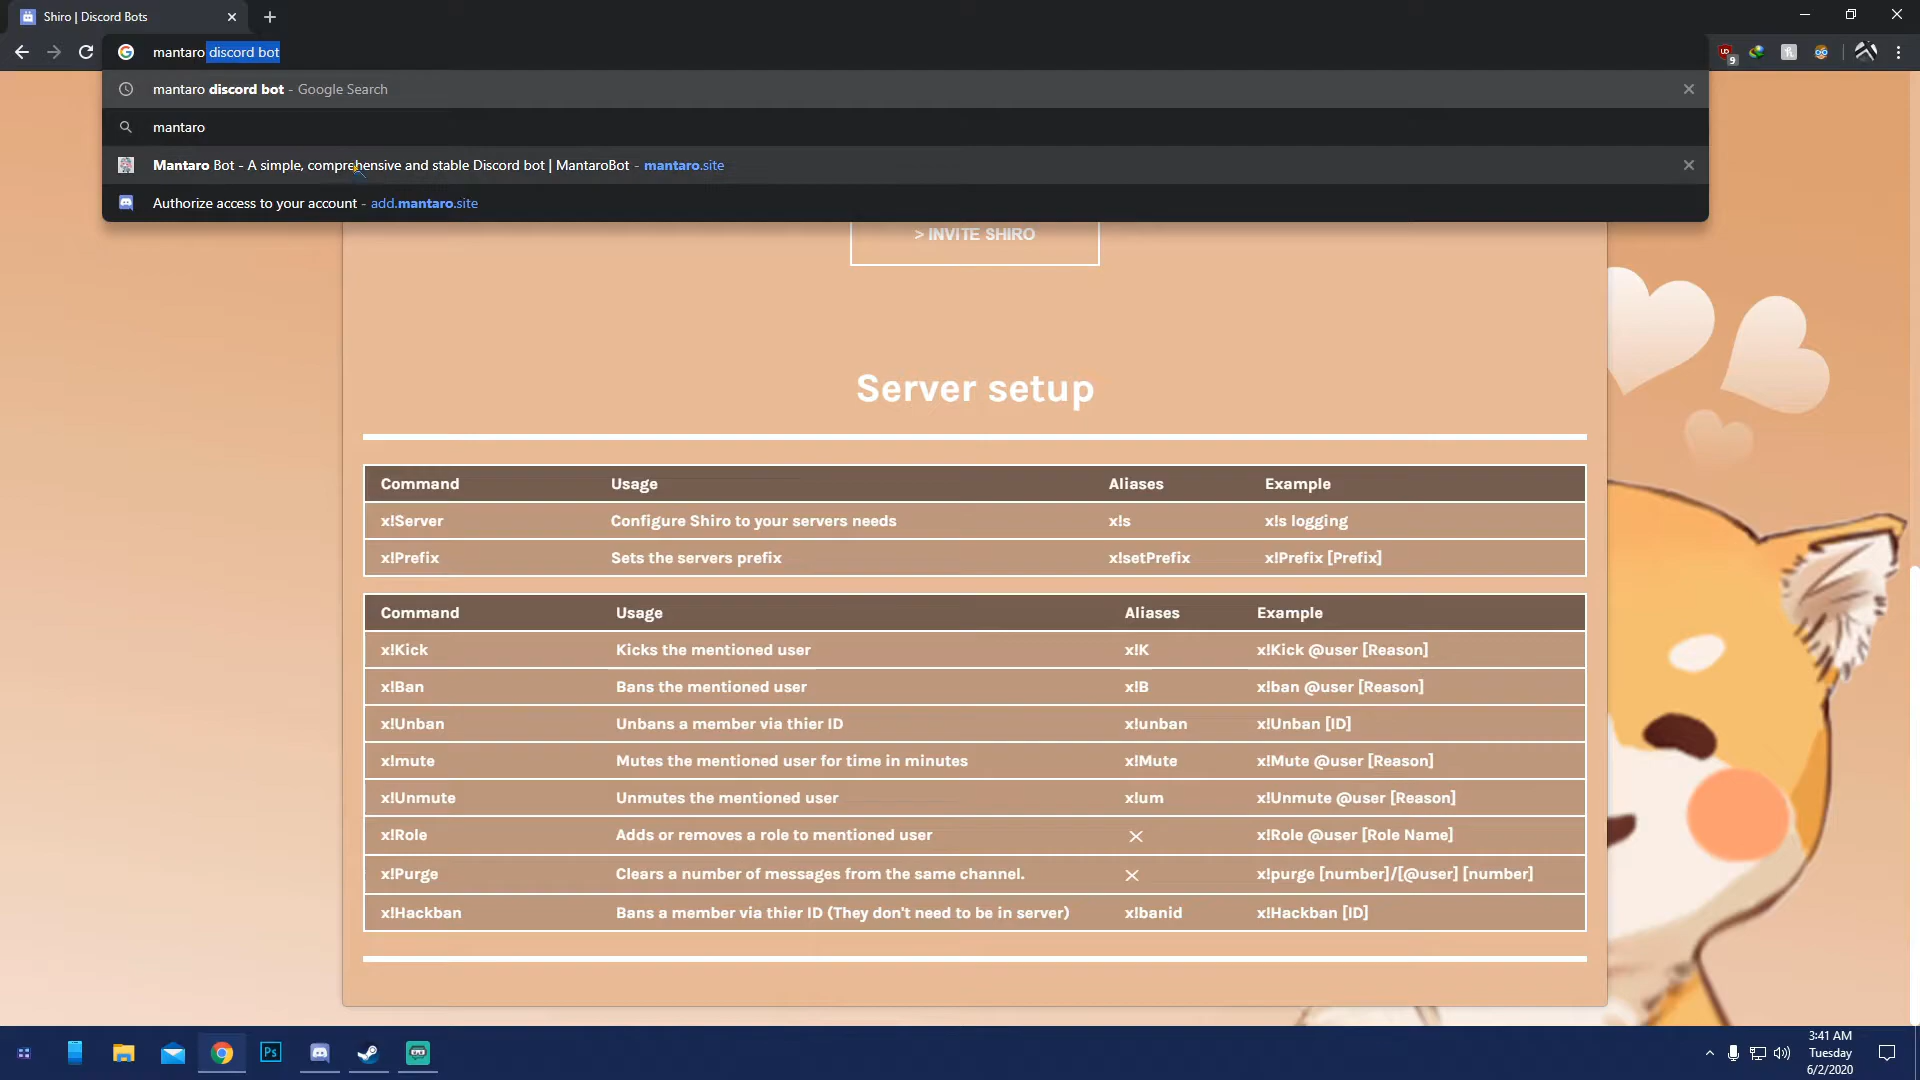 Shiro | Discord Bots
mantaro discord bot
9
mantaro discord bot - Google Search
mantaro
Mantaro Bot - A simple, comprehensive and stable Discord bot | MantaroBot - mantaro.site
Authorize access to your account - add.mantaro.site
> INVITE SHIRO
Server setup
Command Usage Aliases Example
x!Server Configure Shiro to your servers needs x!s x!s logging
x!Prefix Sets the servers prefix x!setPrefix x!Prefix [Prefix]
Command Usage Aliases Example
x!Kick Kicks the mentioned user x!K x!Kick @user [Reason]
x!Ban Bans the mentioned user x!B x!ban @user [Reason]
x!Unban Unbans a member via thier ID x!unban x!Unban [ID]
x!mute Mutes the mentioned user for time in minutes x!Mute x!Mute @user [Reason]
x!Unmute Unmutes the mentioned user x!um x!Unmute @user [Reason]
x!Role Adds or removes a role to mentioned user x!Role @user [Role Name]
x!Purge Clears a number of messages from the same channel. x!purge [number]/[@user] [number]
x!Hackban Bans a member via thier ID (They don't need to be in server) x!banid x!Hackban [ID]
Ps
3:41 AM
Tuesday
6/2/2020